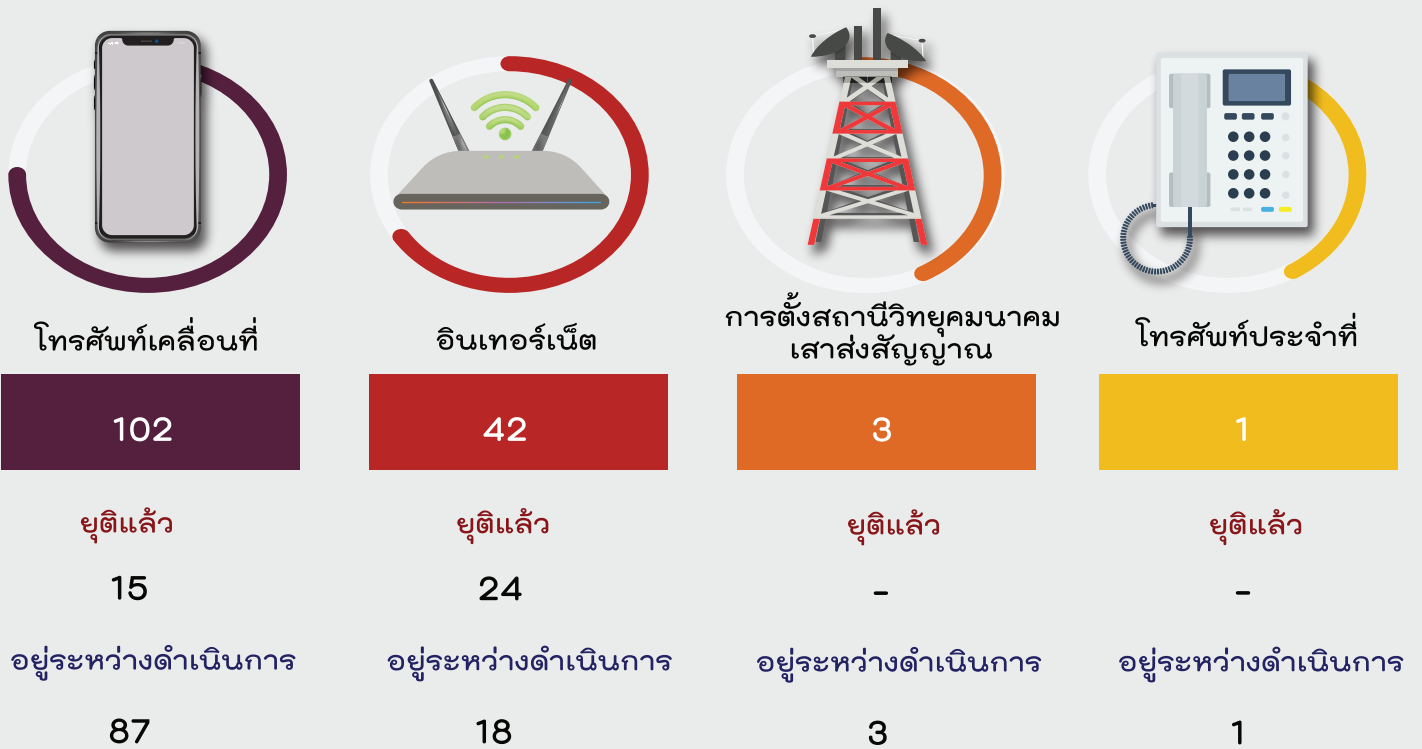 โทรศัพท์เคลื่อนที่
102
ยุติแล้ว
15
อยู่ระหว่างดำเนินการ
87
อินเทอร์เน็ต
42
ยุติแล้ว
24
อยู่ระหว่างดำเนินการ
18
การตั้งสถานีวิทยุคมนาคม
เสาส่งสัญญาณ
3
ยุติแล้ว
-
อยู่ระหว่างดำเนินการ
3
โทรศัพท์ประจำที่
1
ยุติแล้ว
-
อยู่ระหว่างดำเนินการ
1